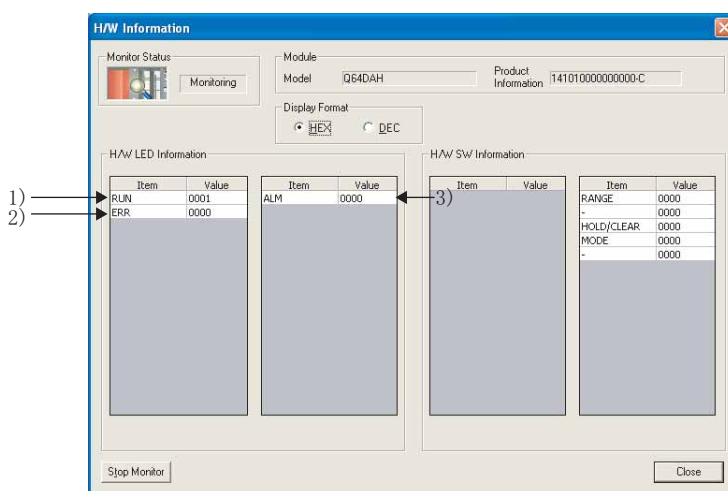 H/W Information
Monitor Status
Monitoring
Module
Model Q64DAH Product Information 141010000000000-C
Display Format
HEX DEC
H/W LED Information
H/W SW Information
Item Value Item Value Item Value Item Value
1) RUN 0001 ALM 0000 3) RANGE 0000
2) ERR 0000 - 0000
HOLD/CLEAR 0000
MODE 0000
- 0000
Stop Monitor Close